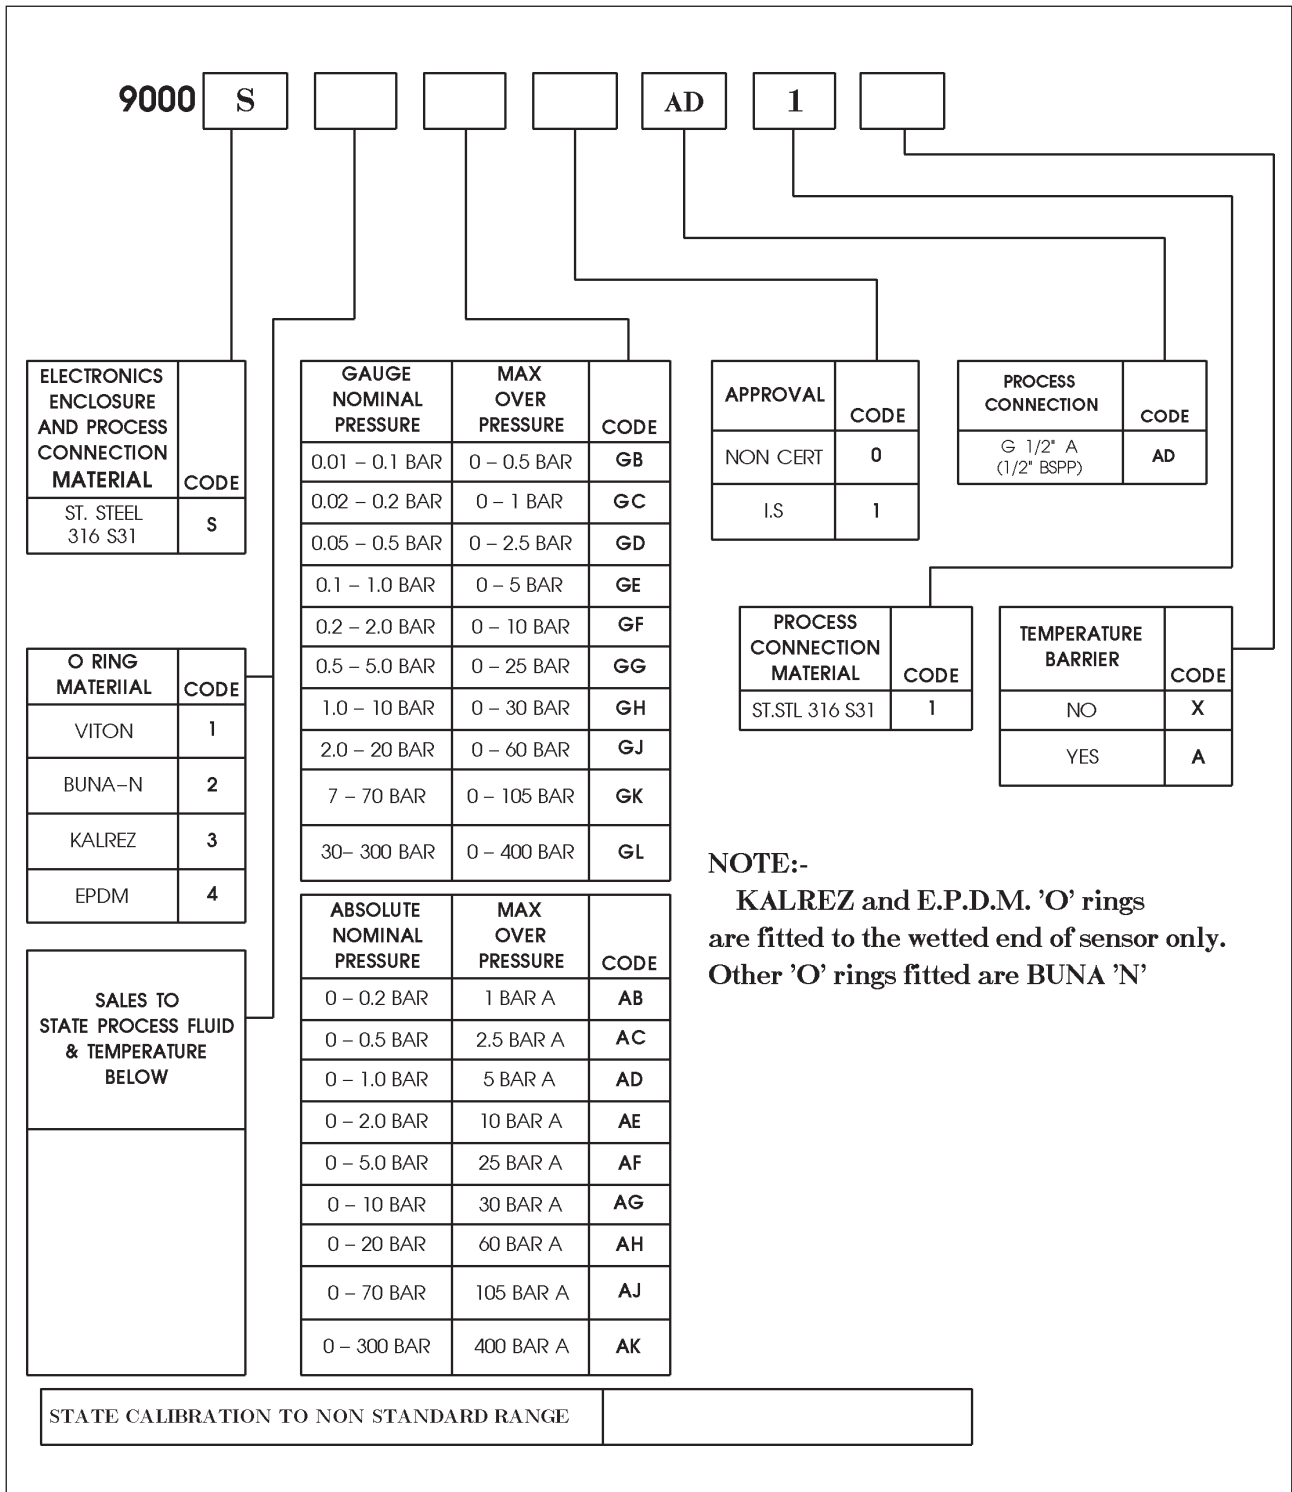 9000 S AD 1
ELECTRONICS
ENCLOSURE
AND PROCESS
CONNECTION
MATERIAL CODE
ST. STEEL
316 S31 S
O RING
MATERIIAL CODE
VITON 1
BUNA–N 2
KALREZ 3
EPDM 4
SALES TO
STATE PROCESS FLUID
& TEMPERATURE
BELOW
GAUGE MAX
NOMINAL OVER
PRESSURE PRESSURE CODE
0.01 – 0.1 BAR 0 – 0.5 BAR GB
0.02 – 0.2 BAR 0 – 1 BAR GC
0.05 – 0.5 BAR 0 – 2.5 BAR GD
0.1 – 1.0 BAR 0 – 5 BAR GE
0.2 – 2.0 BAR 0 – 10 BAR GF
0.5 – 5.0 BAR 0 – 25 BAR GG
1.0 – 10 BAR 0 – 30 BAR GH
2.0 – 20 BAR 0 – 60 BAR GJ
7 – 70 BAR 0 – 105 BAR GK
30– 300 BAR 0 – 400 BAR GL
ABSOLUTE MAX
NOMINAL OVER
PRESSURE PRESSURE CODE
0 – 0.2 BAR 1 BAR A AB
0 – 0.5 BAR 2.5 BAR A AC
0 – 1.0 BAR 5 BAR A AD
0 – 2.0 BAR 10 BAR A AE
0 – 5.0 BAR 25 BAR A AF
0 – 10 BAR 30 BAR A AG
0 – 20 BAR 60 BAR A AH
0 – 70 BAR 105 BAR A AJ
0 – 300 BAR 400 BAR A AK
APPROVAL CODE
NON CERT 0
I.S 1
PROCESS
CONNECTION CODE
G 1/2" A
(1/2" BSPP) AD
PROCESS
CONNECTION
MATERIAL CODE
ST.STL 316 S31 1
TEMPERATURE
BARRIER CODE
NO X
YES A
NOTE:-
KALREZ and E.P.D.M. 'O' rings
are fitted to the wetted end of sensor only.
Other 'O' rings fitted are BUNA 'N'
STATE CALIBRATION TO NON STANDARD RANGE